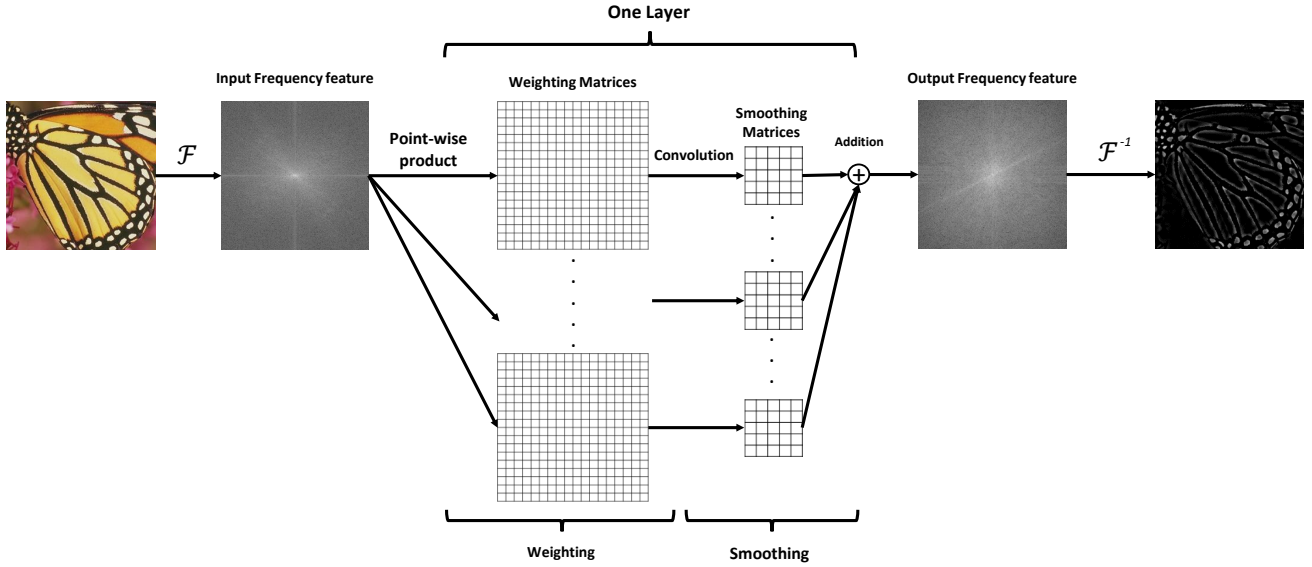 One Layer
Input Frequency feature
Weighting Matrices
Output Frequency feature
Smoothing
Matrices
Point-wise
product
Convolution
Addition
ℱ
ℱ⁻¹
Weighting
Smoothing